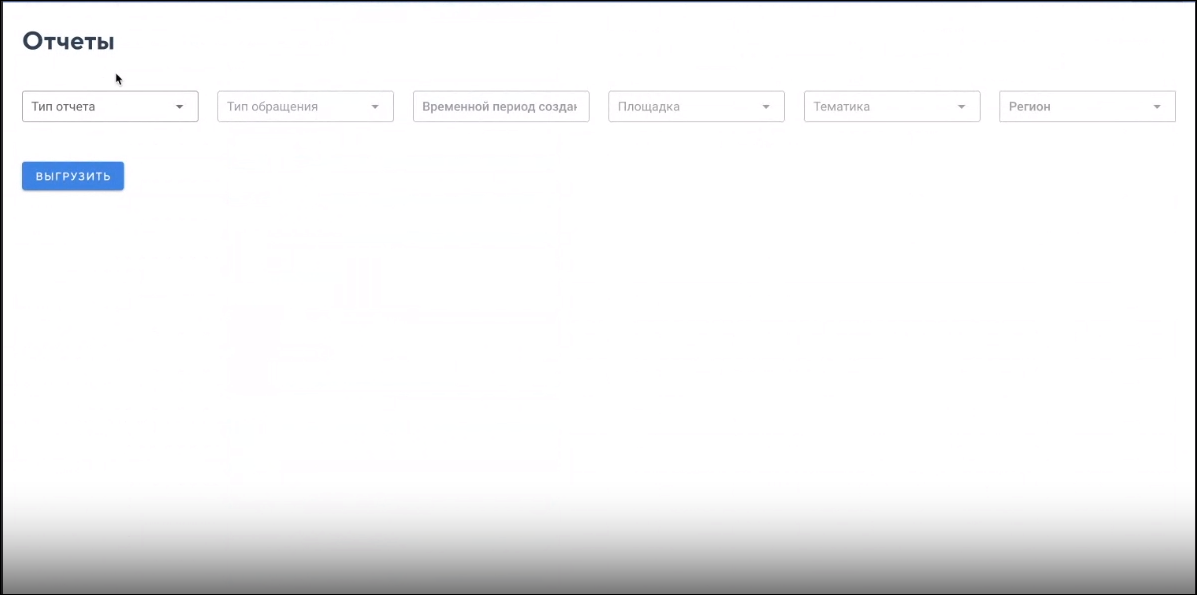 Отчеты
Тип отчета Тип обращения Временной период создан Площадка Тематика Регион
ВЫГРУЗИТЬ